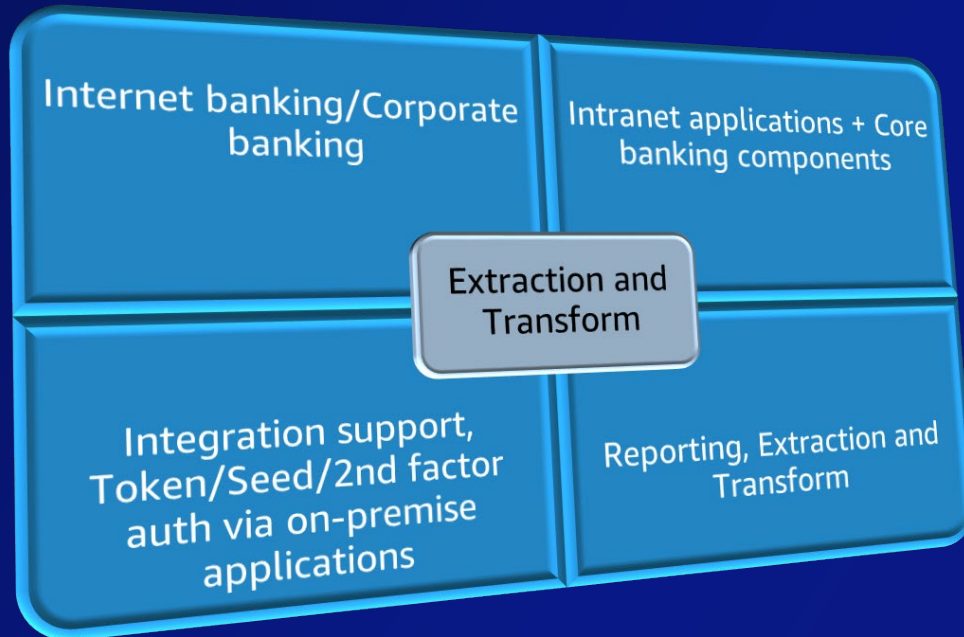 Internet banking/Corporate
banking
Intranet applications + Core
banking components
Extraction and
Transform
Integration support,
Token/Seed/2nd factor
auth via on-premise
applications
Reporting, Extraction and
Transform